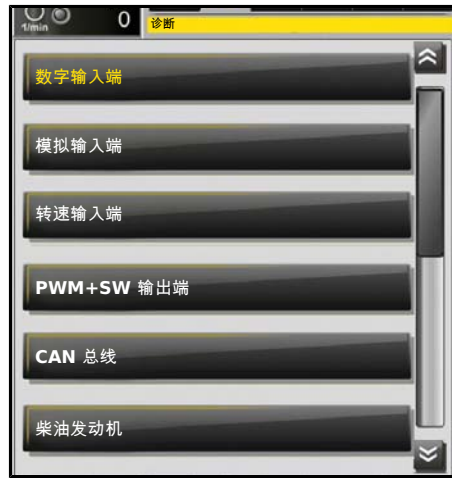 1/min 0 诊断
数字输入端
模拟输入端
转速输入端
PWM+SW 输出端
CAN 总线
柴油发动机